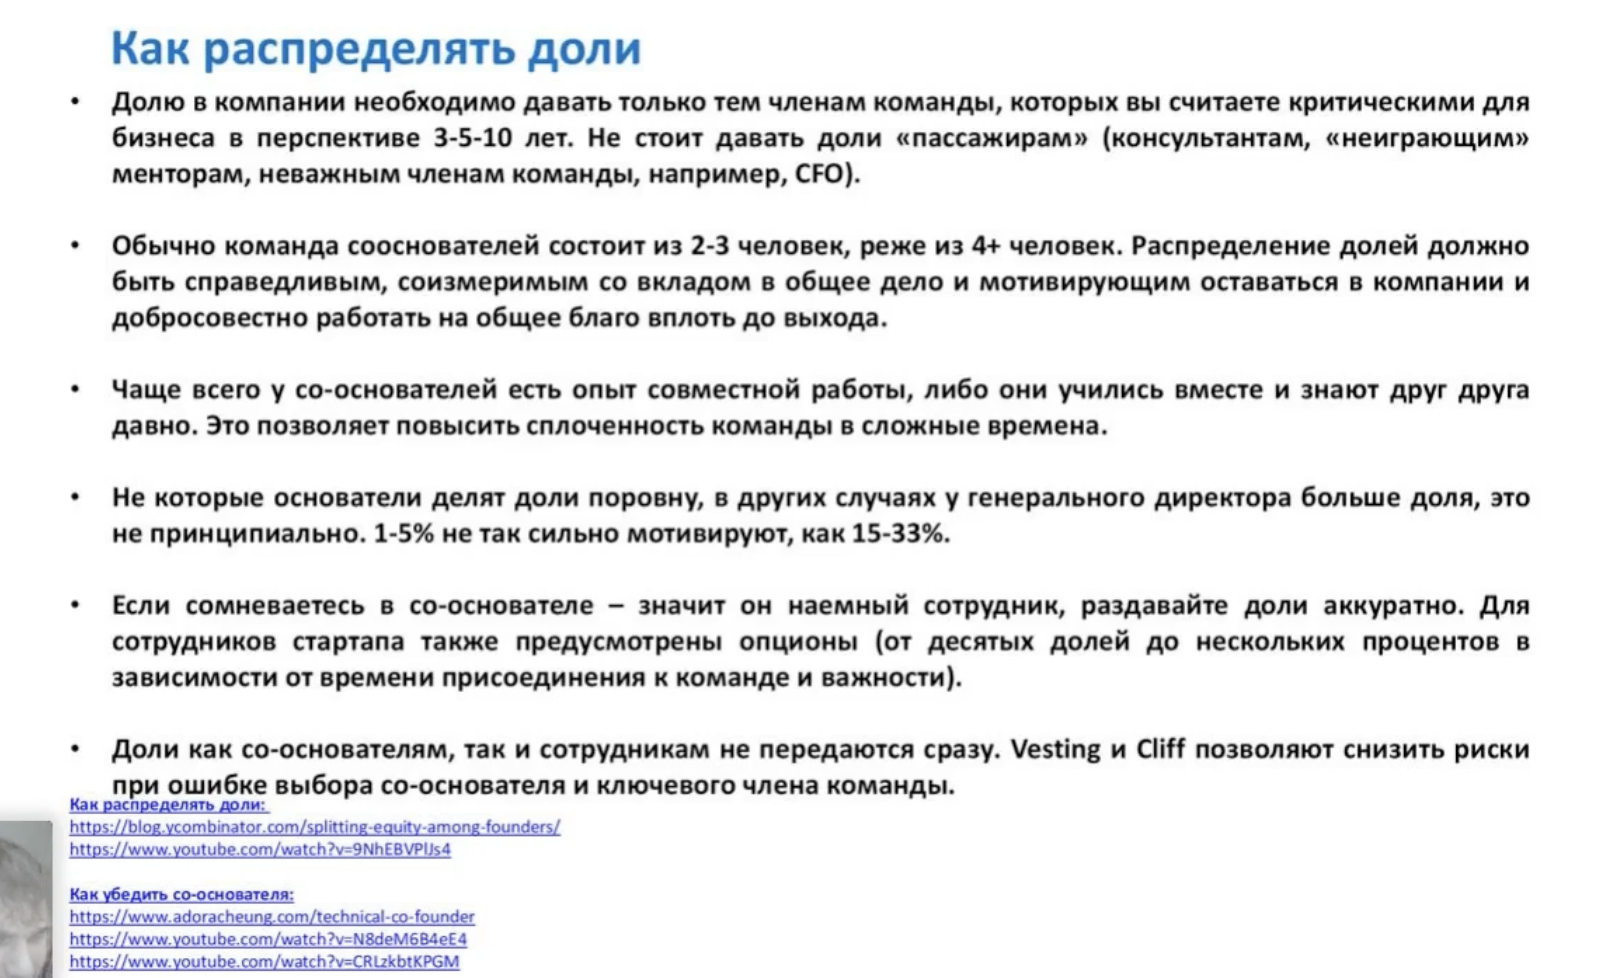 Как распределять доли
• Долю в компании необходимо давать только тем членам команды, которых вы считаете критическими для
бизнеса в перспективе 3-5-10 лет. Не стоит давать доли «пассажирам» (консультантам, «неиграющим»
менторам, неважным членам команды, например, CFO).
• Обычно команда сооснователей состоит из 2-3 человек, реже из 4+ человек. Распределение долей должно
быть справедливым, соизмеримым со вкладом в общее дело и мотивирующим оставаться в компании и
добросовестно работать на общее благо вплоть до выхода.
• Чаще всего у со-основателей есть опыт совместной работы, либо они учились вместе и знают друг друга
давно. Это позволяет повысить сплоченность команды в сложные времена.
• Не которые основатели делят доли поровну, в других случаях у генерального директора больше доля, это
не принципиально. 1-5% не так сильно мотивируют, как 15-33%.
• Если сомневаетесь в со-основателе – значит он наемный сотрудник, раздавайте доли аккуратно. Для
сотрудников стартапа также предусмотрены опционы (от десятых долей до нескольких процентов в
зависимости от времени присоединения к команде и важности).
• Доли как со-основателям, так и сотрудникам не передаются сразу. Vesting и Cliff позволяют снизить риски
при ошибке выбора со-основателя и ключевого члена команды.
Как распределять доли:
https://blog.ycombinator.com/splitting-equity-among-founders/
https://www.youtube.com/watch?v=9NhEBVPlJs4
Как убедить со-основателя:
https://www.adoracheung.com/technical-co-founder
https://www.youtube.com/watch?v=N8deM6B4eE4
https://www.youtube.com/watch?v=CRLzkbtKPGM